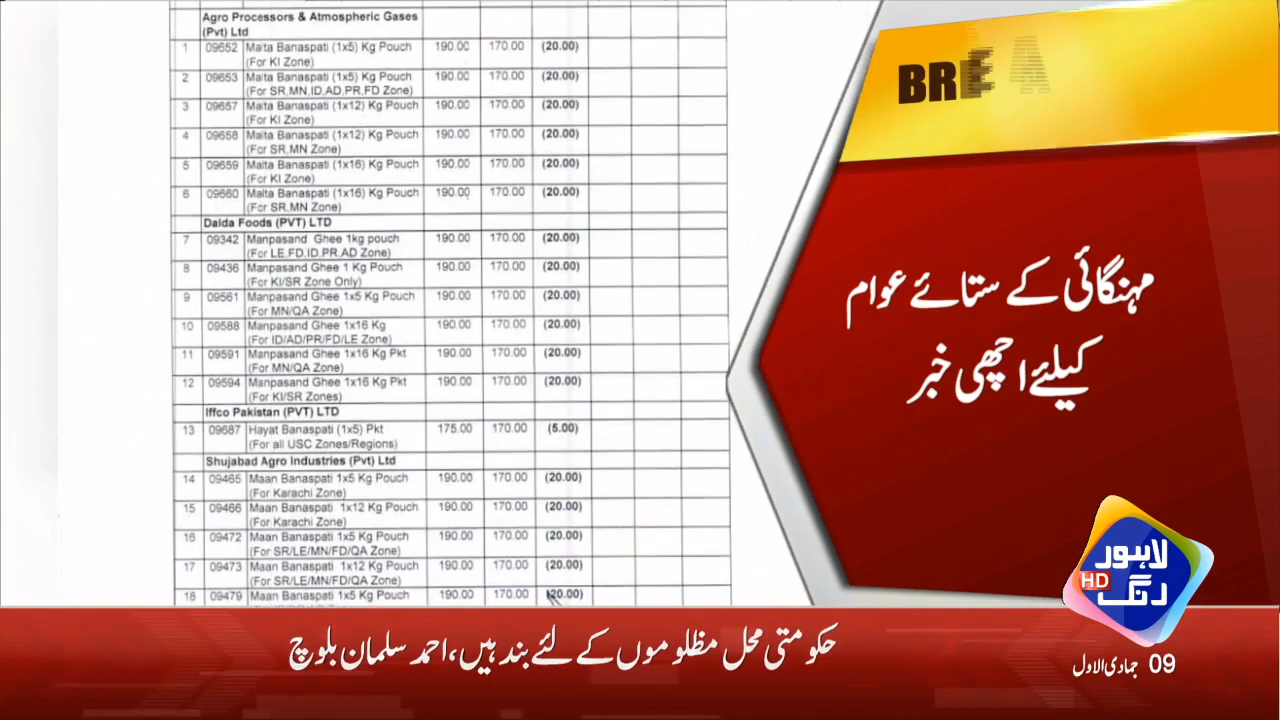 Agro Processors & Atmospheric Gases
(Pvt) Ltd
1 09652 Malta Banaspati (1x5) Kg Pouch 190.00 170.00 (20.00)
(For KI Zone)
2 09653 Malta Banaspati (1x5) Kg Pouch 190.00 170.00 (20.00)
(For SR,MN,ID,AD,PR,FD Zone)
3 09657 Malta Banaspati (1x12) Kg Pouch 190.00 170.00 (20.00)
(For KI Zone)
4 09658 Malta Banaspati (1x12) Kg Pouch 190.00 170.00 (20.00)
(For SR,MN Zone)
5 09659 Malta Banaspati (1x16) Kg Pouch 190.00 170.00 (20.00)
(For KI Zone)
6 09660 Malta Banaspati (1x16) Kg Pouch 190.00 170.00 (20.00)
(For SR,MN Zone)
Dalda Foods (PVT) LTD
7 09342 Manpasand Ghee 1kg pouch 190.00 170.00 (20.00)
(For LE,FD,ID,PR,AD Zone)
8 09436 Manpasand Ghee 1 Kg Pouch 190.00 170.00 (20.00)
(For KI/SR Zone Only)
9 09561 Manpasand Ghee 1x5 Kg Pouch 190.00 170.00 (20.00)
(For MN/QA Zone)
10 09588 Manpasand Ghee 1x16 Kg 190.00 170.00 (20.00)
(For ID/AD/PR/FD/LE Zone)
11 09591 Manpasand Ghee 1x16 Kg Pkt 190.00 170.00 (20.00)
(For MN/QA Zone)
12 09594 Manpasand Ghee 1x16 Kg Pkt 190.00 170.00 (20.00)
(For KI/SR Zones)
Iffco Pakistan (PVT) LTD
13 09687 Hayat Banaspati (1x5) Pkt 175.00 170.00 (5.00)
(For all USC Zones/Regions)
Shujabad Agro Industries (Pvt) Ltd
14 09465 Maan Banaspati 1x5 Kg Pouch 190.00 170.00 (20.00)
(For Karachi Zone)
15 09466 Maan Banaspati 1x12 Kg Pouch 190.00 170.00 (20.00)
(For Karachi Zone)
16 09472 Maan Banaspati 1x5 Kg Pouch 190.00 170.00 (20.00)
(For SR/LE/MN/FD/QA Zone)
17 09473 Maan Banaspati 1x12 Kg Pouch 190.00 170.00 (20.00)
(For SR/LE/MN/FD/QA Zone)
18 09479 Maan Banaspati 1x5 Kg Pouch 190.00 170.00 (20.00)
BREA
مہنگائی کے ستائے عوام
کیلئے اچھی خبر
لاہور
رنگ HD
حکومتی محل مظلوموں کے لئے بند ہیں، احمد سلمان بلوچ
09 جمادی الاول